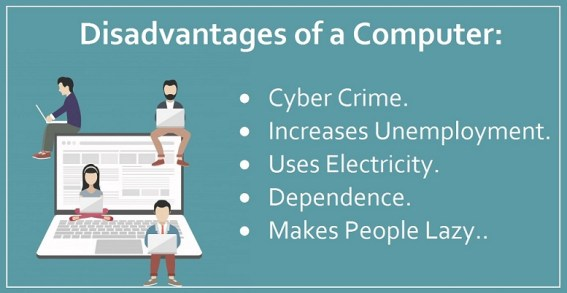 Disadvantages of a Computer:
• Cyber Crime.
• Increases Unemployment.
• Uses Electricity.
• Dependence.
• Makes People Lazy..